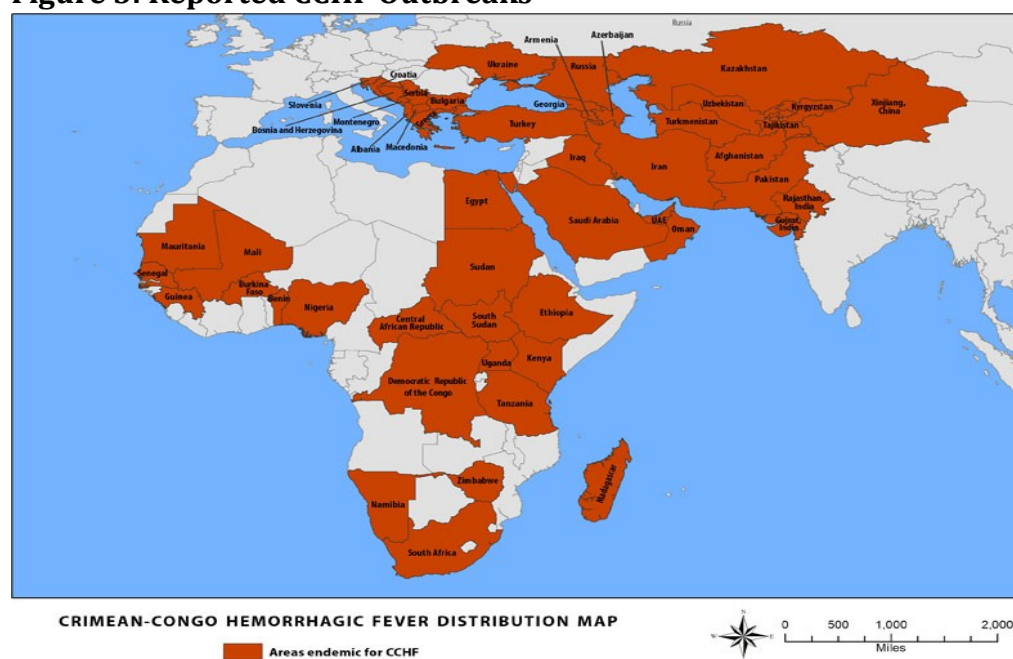 Figure 3: Reported CCHF Outbreaks
Russia
Armenia
Azerbaijan
Ukraine
Russia
Kazakhstan
Croatia
Serbia
Slovenia
Bulgaria
Georgia
Uzbekistan
Kyrgyzstan
Xinjiang,
China
Bosnia and Herzegovina
Montenegro
Greece
Turkey
Turkmenistan
Tajikistan
Albania
Macedonia
Iraq
Iran
Afghanistan
Pakistan
Egypt
Rajasthan,
India
Saudi Arabia
UAE
Oman
Gujrat,
India
Mauritania
Mali
Sudan
Senegal
Burkina
Faso
Benin
Guinea
Nigeria
Central
African Republic
South
Sudan
Ethiopia
Uganda
Kenya
Democratic Republic
of the Congo
Tanzania
Zimbabwe
Madagascar
Namibia
South Africa
CRIMEAN-CONGO HEMORRHAGIC FEVER DISTRIBUTION MAP
Areas endemic for CCHF
N
W
E
S
0 500 1,000 2,000
Miles